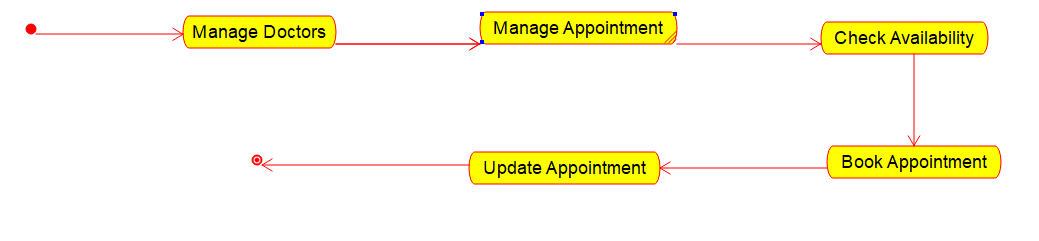 Manage Doctors
Manage Appointment
Check Availability
Book Appointment
Update Appointment